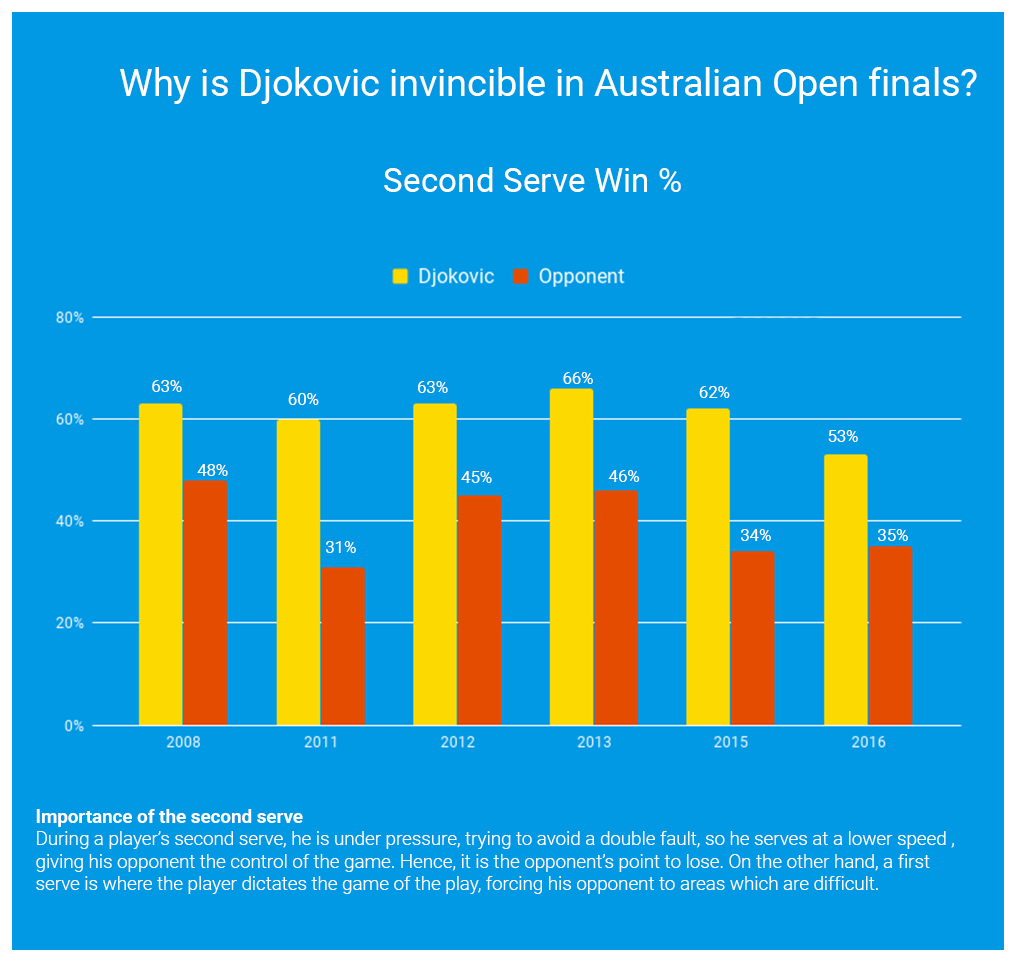 Why is Djokovic invincible in Australian Open finals?
Second Serve Win %
Djokovic Opponent
80%
63% 60% 63% 66% 62%
60%
53%
48% 45% 46%
40%
31% 34% 35%
20%
0%
2008 2011 2012 2013 2015 2016
Importance of the second serve
During a player’s second serve, he is under pressure, trying to avoid a double fault, so he serves at a lower speed ,
giving his opponent the control of the game. Hence, it is the opponent’s point to lose. On the other hand, a first
serve is where the player dictates the game of the play, forcing his opponent to areas which are difficult.